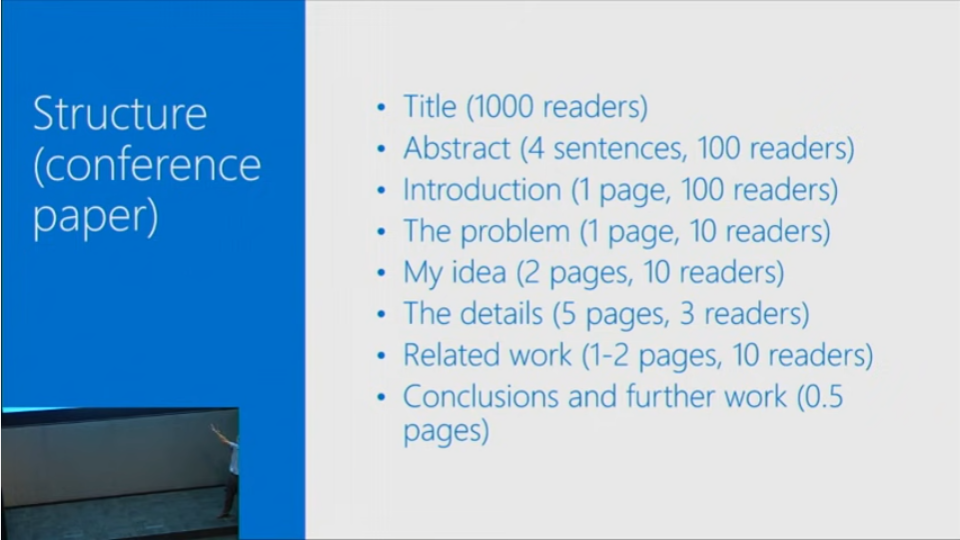 Structure
(conference
paper)
• Title (1000 readers)
• Abstract (4 sentences, 100 readers)
• Introduction (1 page, 100 readers)
• The problem (1 page, 10 readers)
• My idea (2 pages, 10 readers)
• The details (5 pages, 3 readers)
• Related work (1-2 pages, 10 readers)
• Conclusions and further work (0.5
pages)